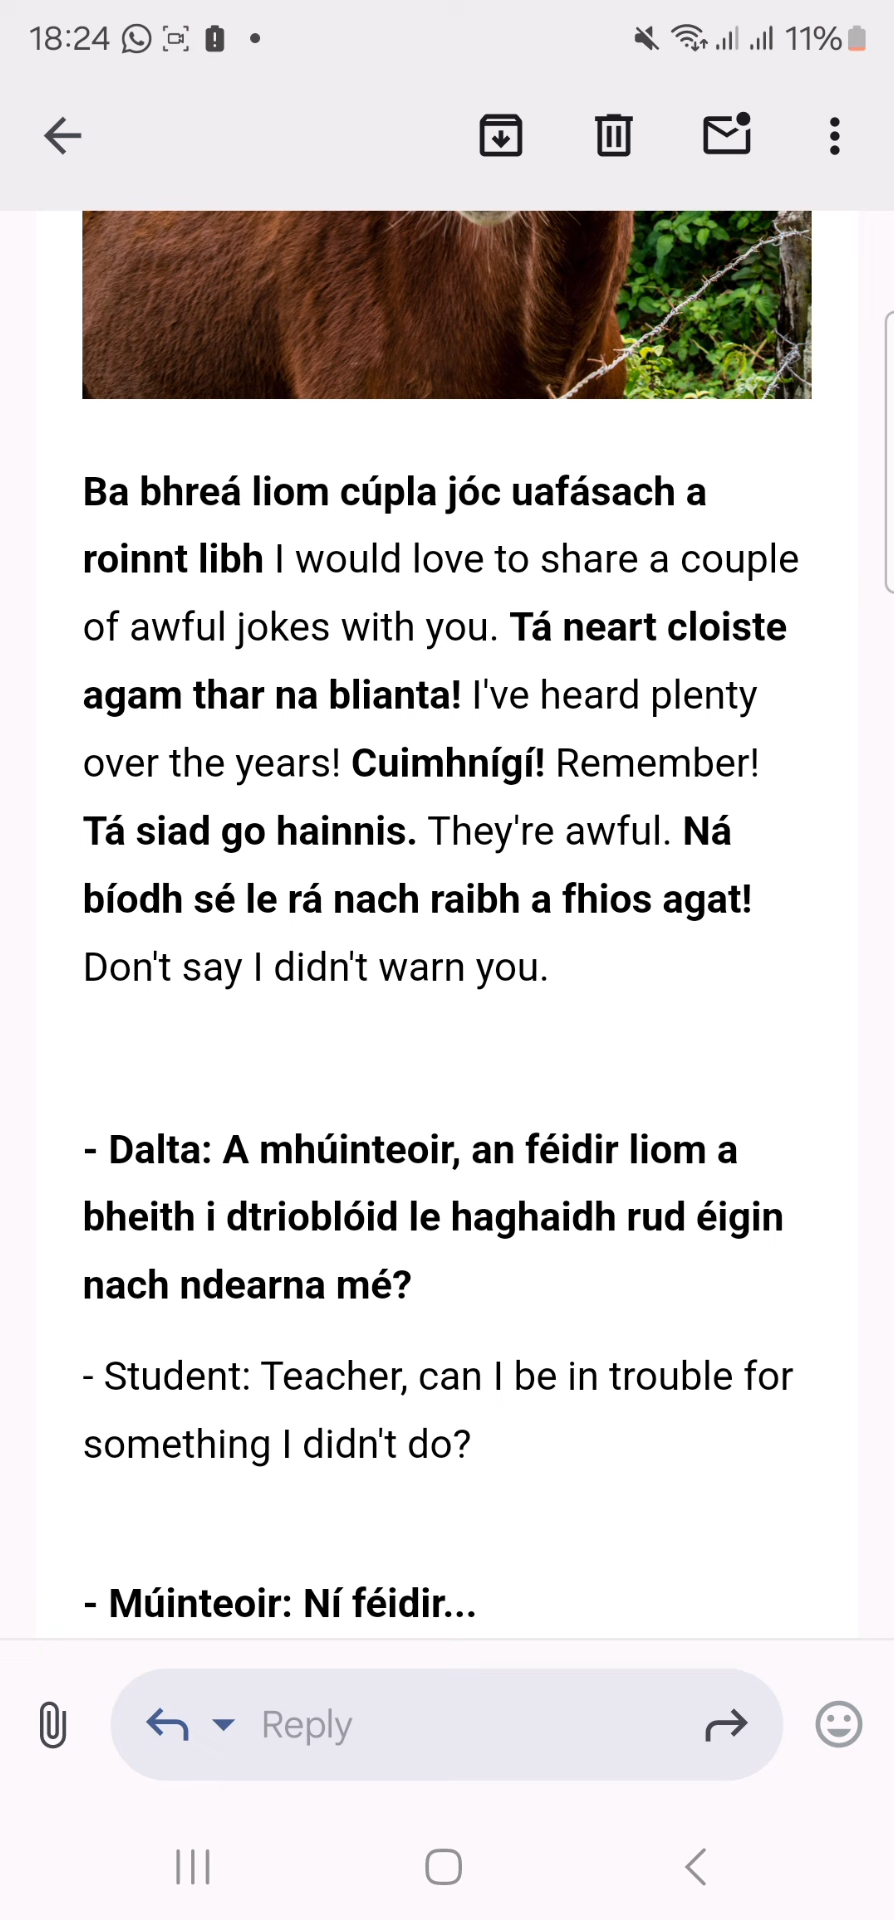 18:24 11%
Ba bhreá liom cúpla jóc uafásach a
roinnt libh I would love to share a couple
of awful jokes with you. Tá neart cloiste
agam thar na blianta! I've heard plenty
over the years! Cuimhnígí! Remember!
Tá siad go hainnis. They're awful. Ná
bíodh sé le rá nach raibh a fhios agat!
Don't say I didn't warn you.
- Dalta: A mhúinteoir, an féidir liom a
bheith i dtrioblóid le haghaidh rud éigin
nach ndearna mé?
- Student: Teacher, can I be in trouble for
something I didn't do?
- Múinteoir: Ní féidir...
Reply